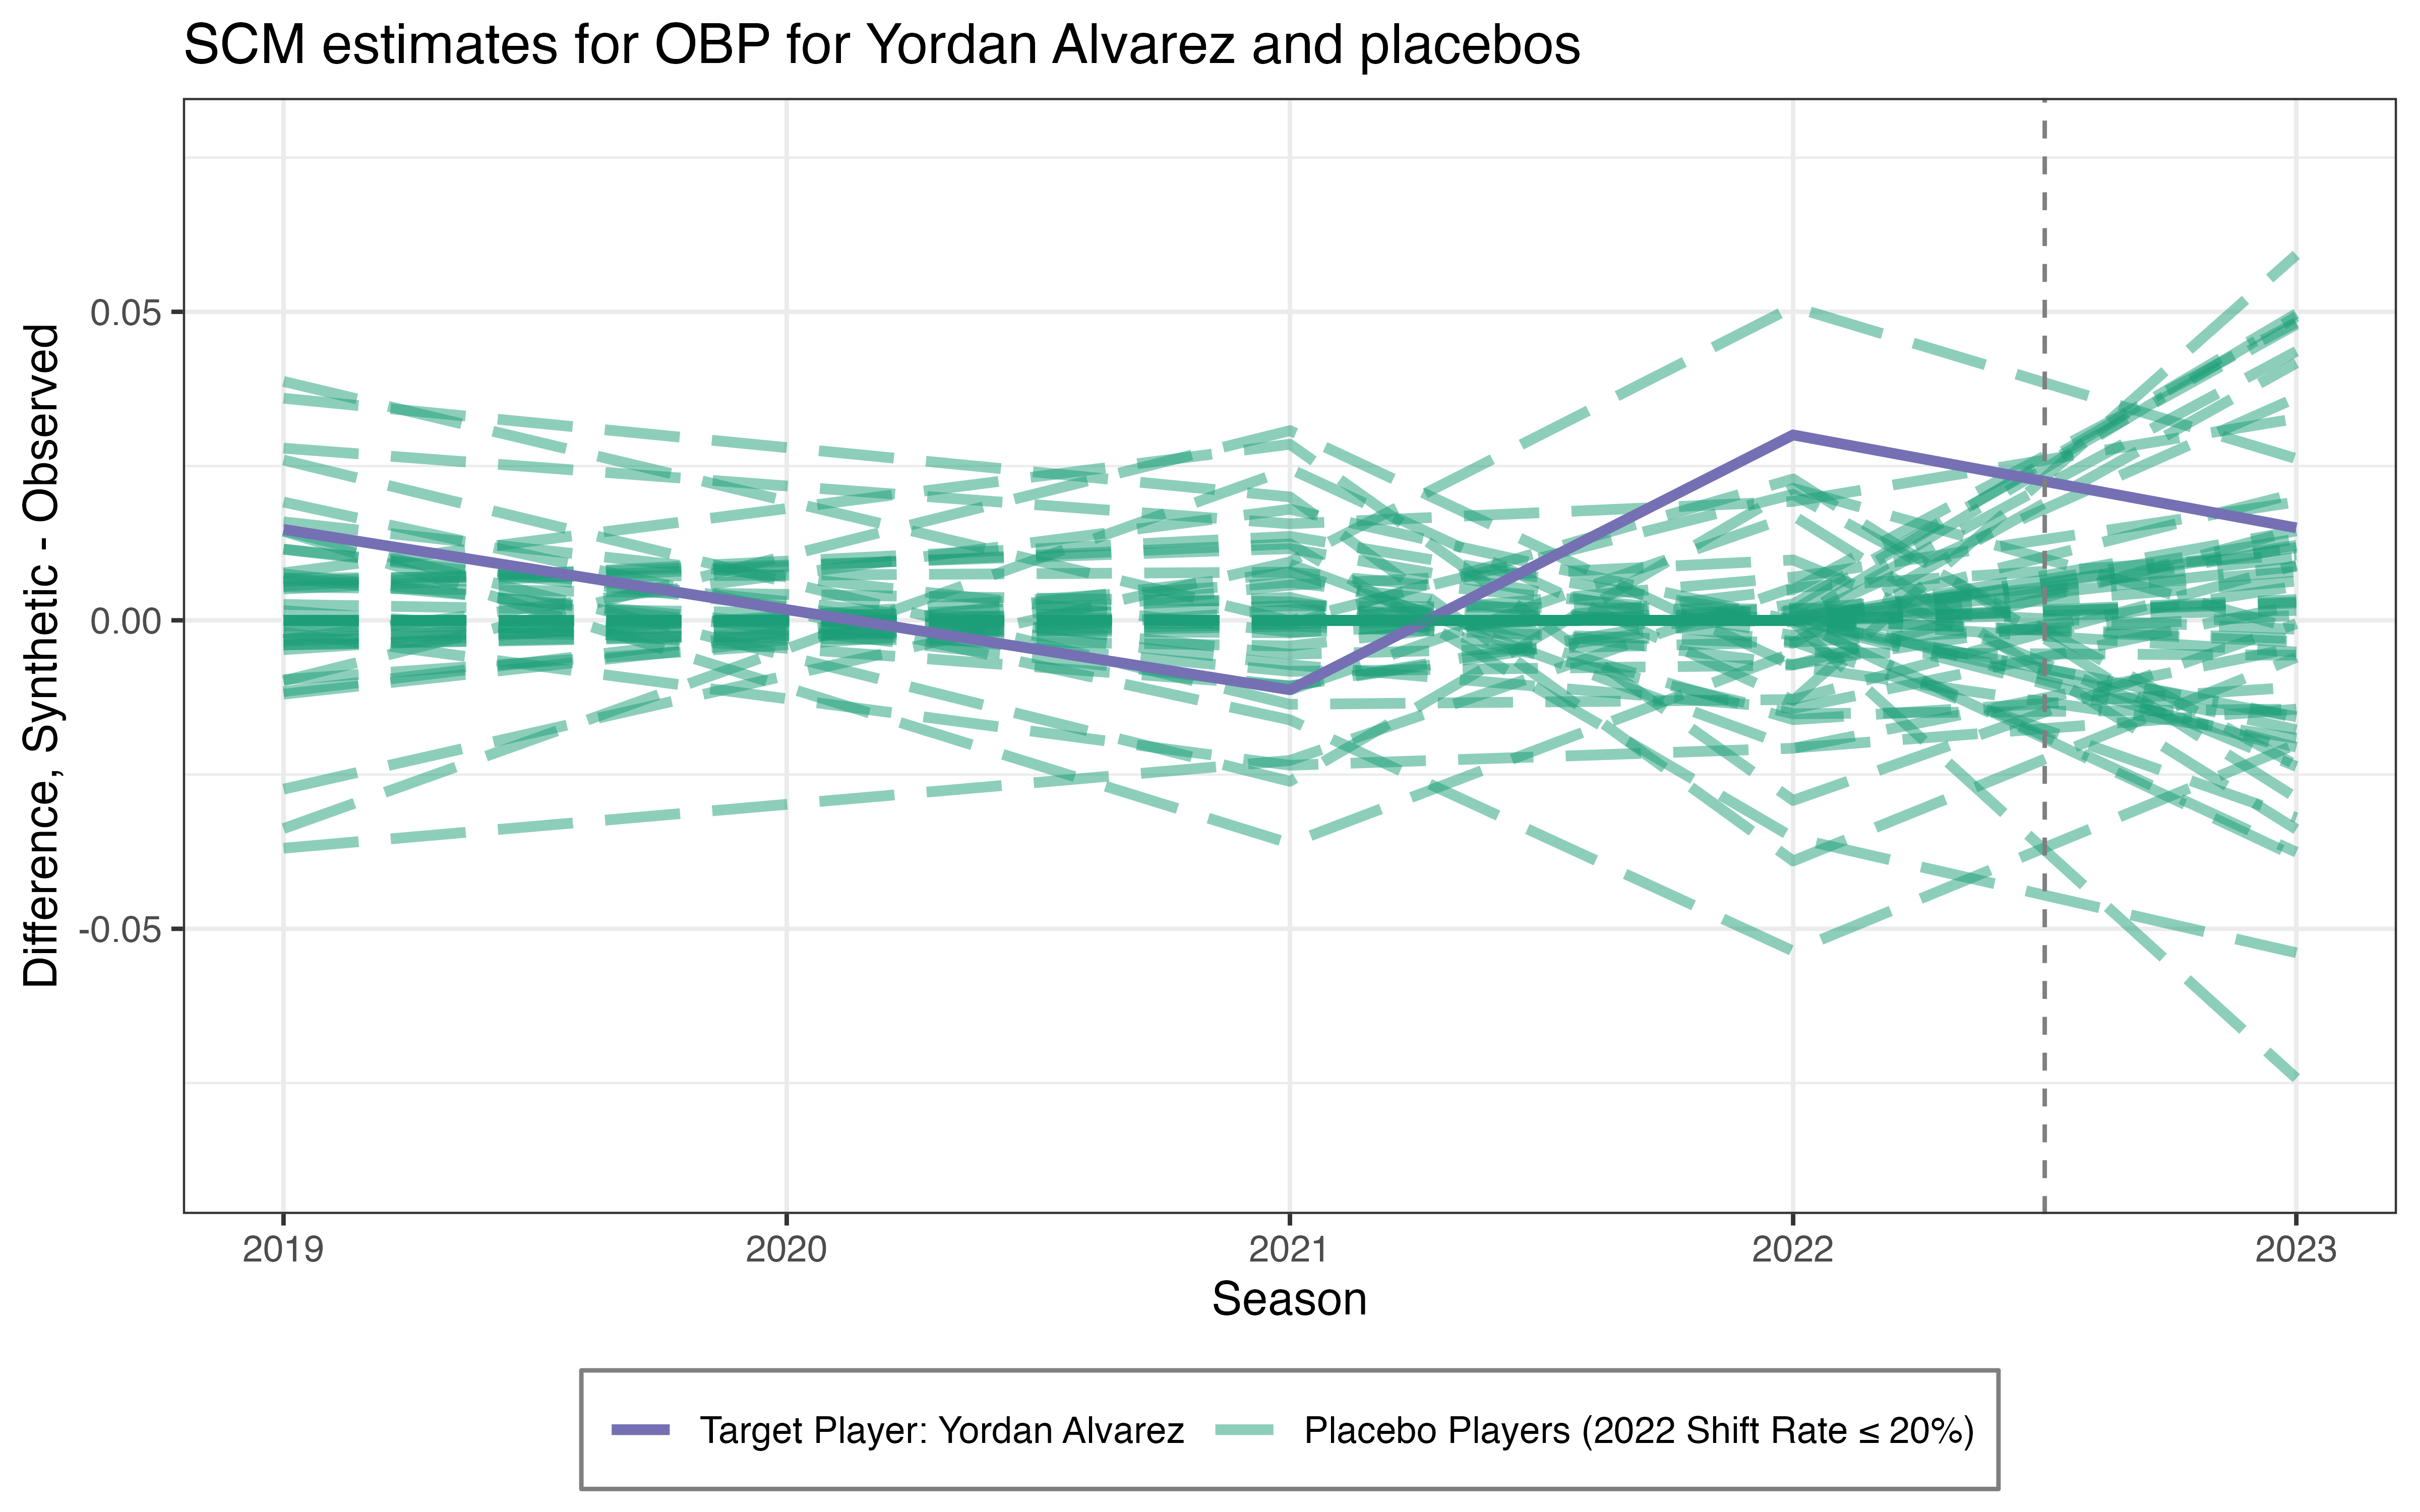 SCM estimates for OBP for Yordan Alvarez and placebos
Difference, Synthetic - Observed
0.05
0.00
-0.05
2019 2020 2021 2022 2023
Season
Target Player: Yordan Alvarez Placebo Players (2022 Shift Rate ≤ 20%)